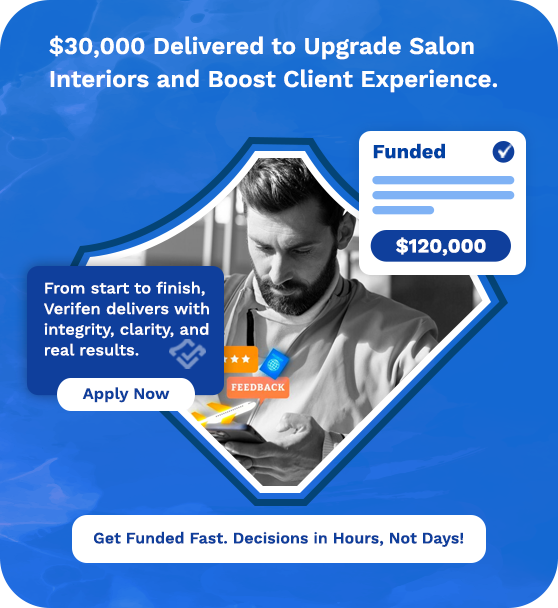 $30,000 Delivered to Upgrade Salon
Interiors and Boost Client Experience.
Funded
$120,000
From start to finish,
Verifen delivers with
integrity, clarity, and
real results.
FEEDBACK
Apply Now
Get Funded Fast. Decisions in Hours, Not Days!